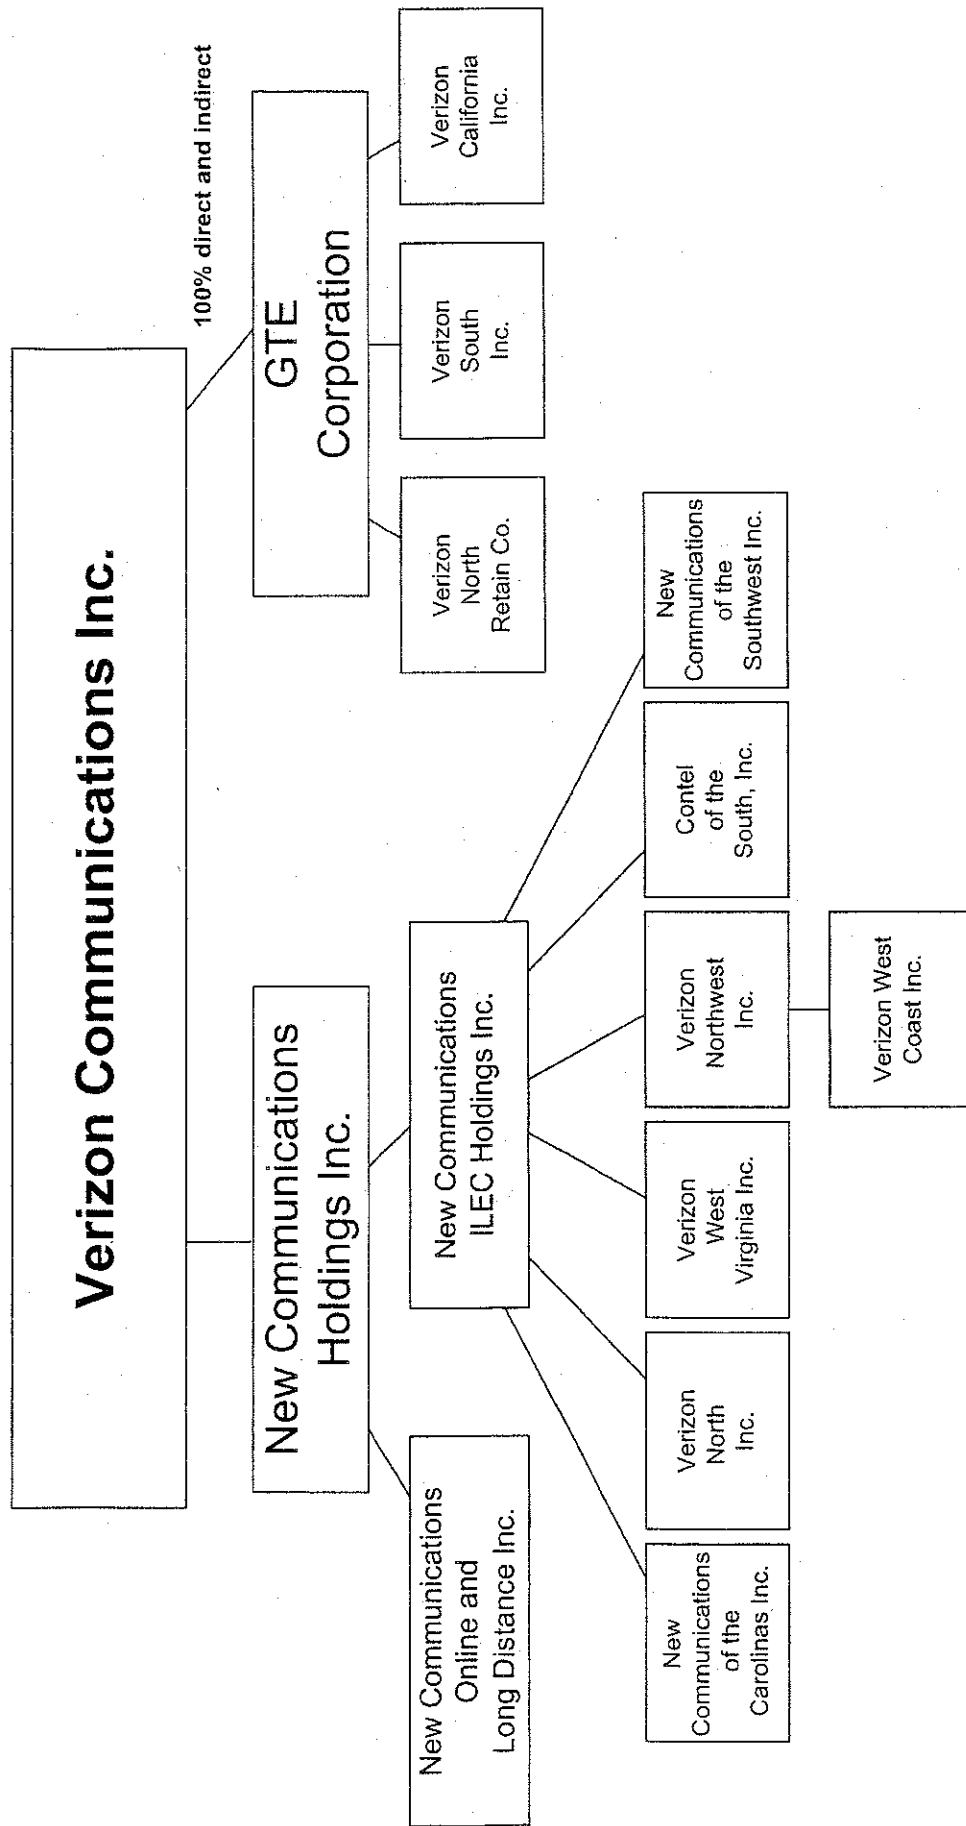 Verizon Communications Inc.
100% direct and indirect
New Communications
Holdings Inc.
GTE
Corporation
New Communications
Online and
Long Distance Inc.
New Communications
ILEC Holdings Inc.
Verizon
North
Retain Co.
Verizon
South
Inc.
Verizon
California
Inc.
New
Communications
of the
Carolinas Inc.
Verizon
North
Inc.
Verizon
West
Virginia Inc.
Verizon
Northwest
Inc.
Contel
of the
South, Inc.
New
Communications
of the
Southwest Inc.
Verizon West
Coast Inc.